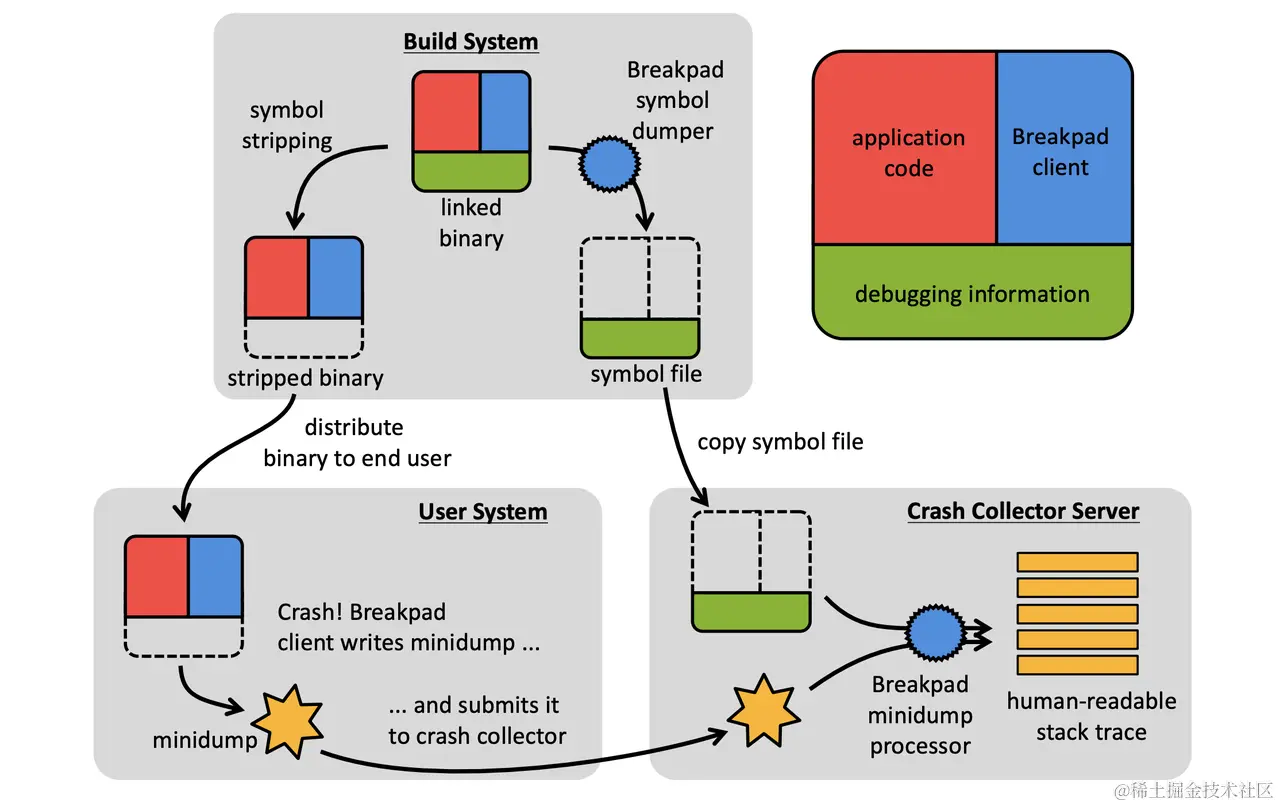 Build System
symbol
stripping
Breakpad
symbol
dumper
linked
binary
stripped binary
symbol file
application
code
Breakpad
client
debugging information
distribute
binary to end user
copy symbol file
User System
Crash! Breakpad
client writes minidump ...
minidump
... and submits it
to crash collector
Crash Collector Server
Breakpad
minidump
processor
human-readable
stack trace
@稀土掘金技术社区